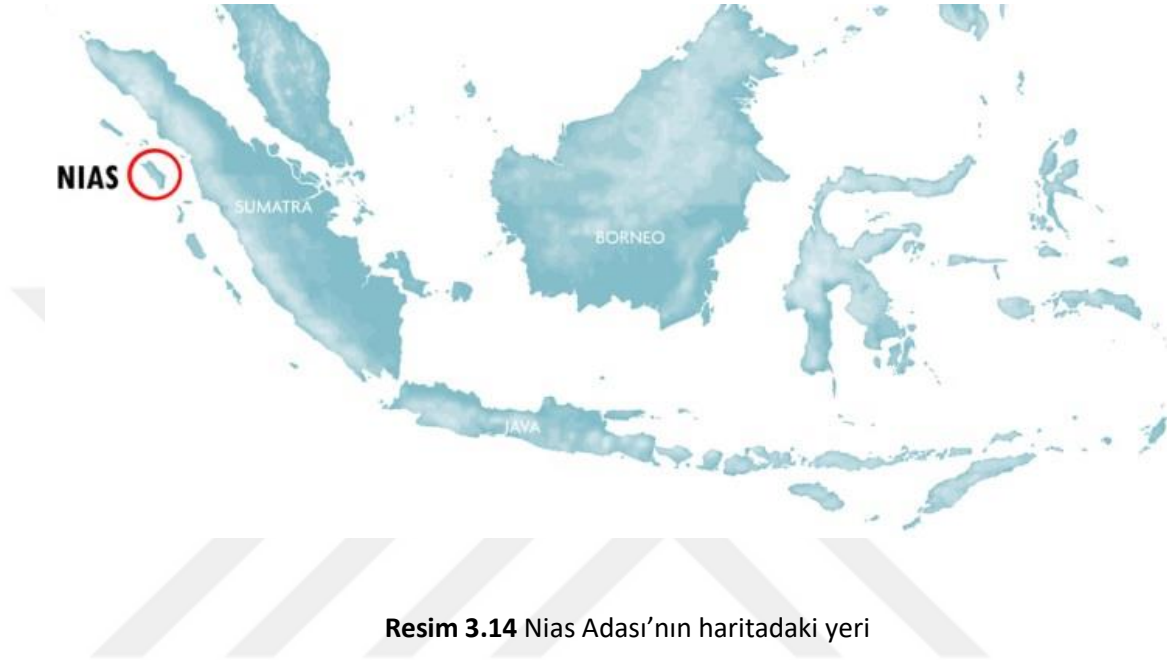 NIAS
SUMATRA
BORNEO
JAVA
Resim 3.14 Nias Adası’nın haritadaki yeri